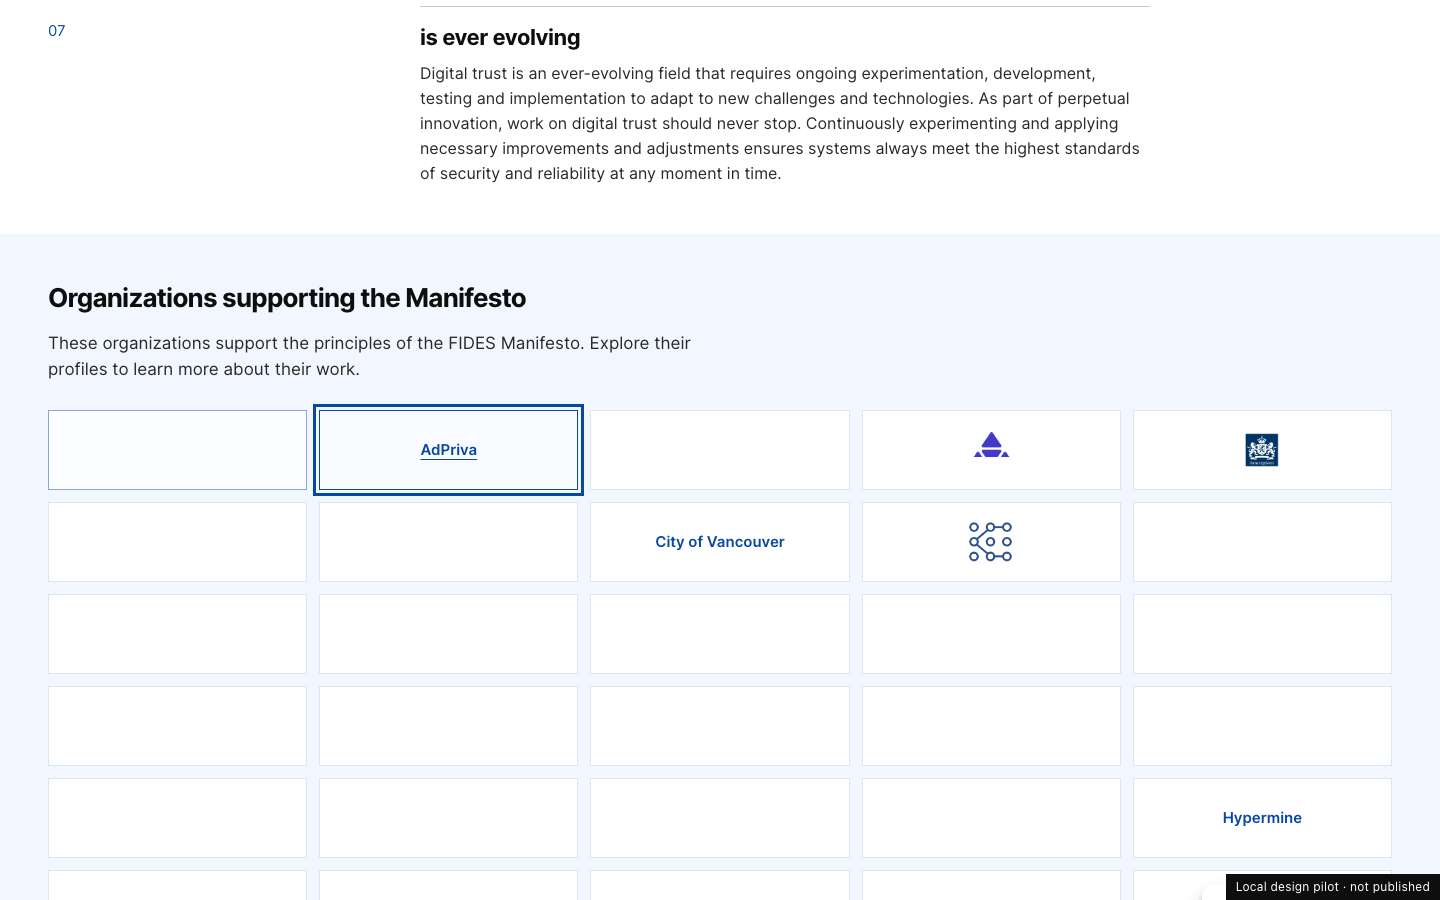 07
is ever evolving
Digital trust is an ever-evolving field that requires ongoing experimentation, development,
testing and implementation to adapt to new challenges and technologies. As part of perpetual
innovation, work on digital trust should never stop. Continuously experimenting and applying
necessary improvements and adjustments ensures systems always meet the highest standards
of security and reliability at any moment in time.
Organizations supporting the Manifesto
These organizations support the principles of the FIDES Manifesto. Explore their
profiles to learn more about their work.
AdPriva
City of Vancouver
Hypermine
Local design pilot · not published